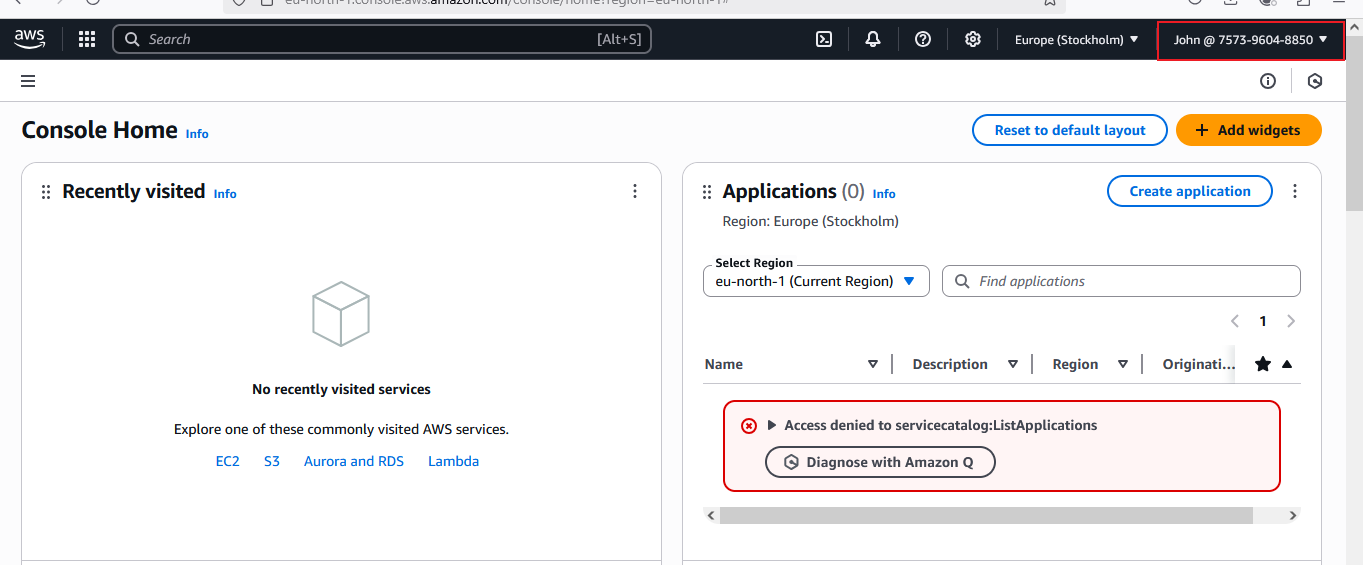 eu-north-1.console.aws.amazon.com/console/home?region=eu-north-1#
aws
Search
[Alt+S]
Europe (Stockholm)
John @ 7573-9604-8850
Console Home Info
Reset to default layout
Add widgets
Recently visited Info
No recently visited services
Explore one of these commonly visited AWS services.
EC2 S3 Aurora and RDS Lambda
Applications (0) Info
Create application
Region: Europe (Stockholm)
Select Region
eu-north-1 (Current Region)
Find applications
1
Name Description Region Originati...
Access denied to servicecatalog:ListApplications
Diagnose with Amazon Q